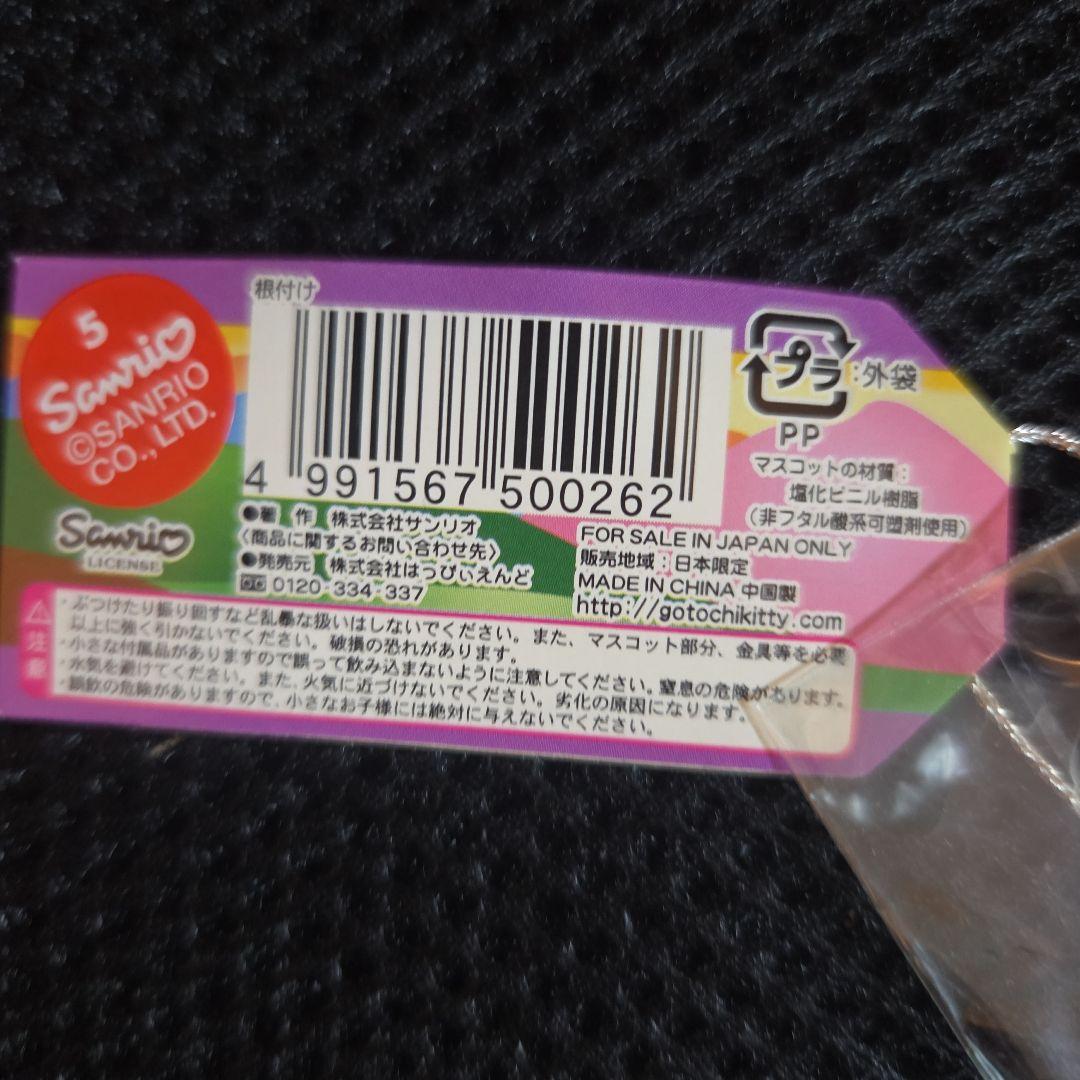 5
Sanrio
©SANRIO
CO., LTD.
Sanrio
LICENSE
根付け
4 991567 500262
プラ :外袋
PP
マスコットの材質:
塩化ビニル樹脂
(非フタル酸系可塑剤使用)
●著 作 株式会社サンリオ
〈商品に関するお問い合わせ先〉
●発売元 株式会社はっぴぃえんど
0120-334-337
FOR SALE IN JAPAN ONLY
販売地域:日本限定
MADE IN CHINA 中国製
http://gotochikitty.com
注意
・ぶつけたり振り回すなど乱暴な扱いはしないでください。また、マスコット部分、金具等を必要
以上に強く引かないでください。破損の恐れがあります。
・小さな付属品がありますので誤って飲み込まないように注意してください。窒息の危険があります。
・水気を避けてください。また、火気に近づけないでください。劣化の原因になります。
・誤飲の危険がありますので、小さなお子様には絶対に与えないでください。